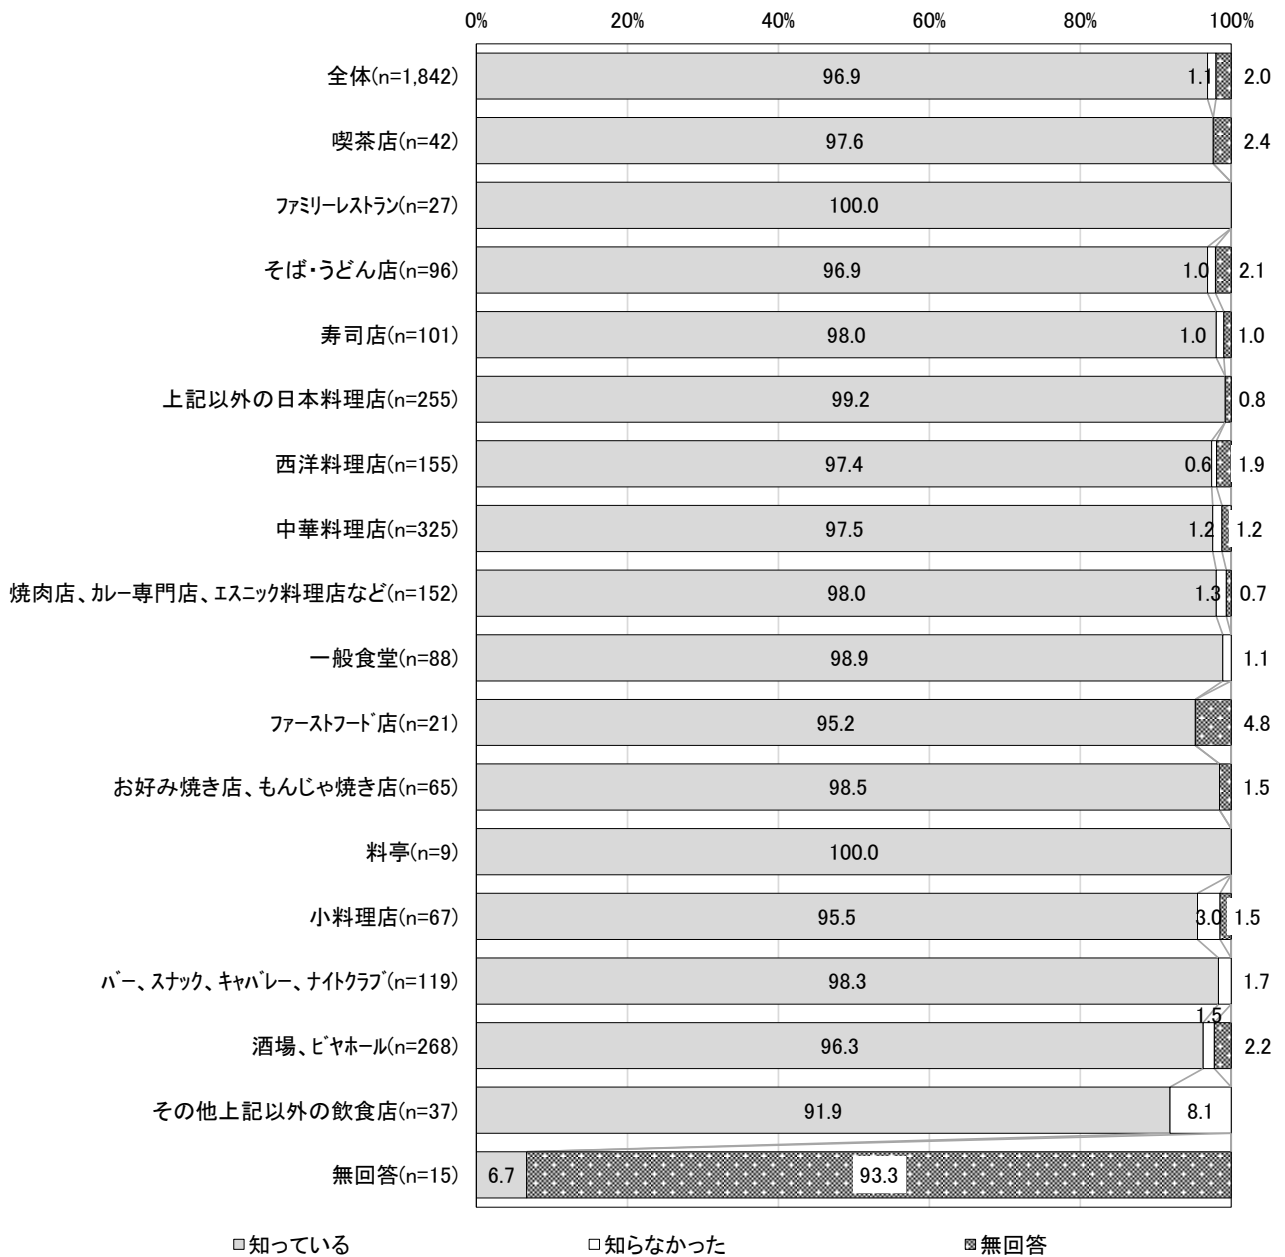 0% 20% 40% 60% 80% 100%
全体(n=1,842) 96.9 1.1 2.0
喫茶店(n=42) 97.6 2.4
ﾌｧﾐﾘｰﾚｽﾄﾗﾝ(n=27) 100.0
そば・うどん店(n=96) 96.9 1.0 2.1
寿司店(n=101) 98.0 1.0 1.0
上記以外の日本料理店(n=255) 99.2 0.8
西洋料理店(n=155) 97.4 0.6 1.9
中華料理店(n=325) 97.5 1.2 1.2
焼肉店、ｶﾚｰ専門店、ｴｽﾆｯｸ料理店など(n=152) 98.0 1.3 0.7
一般食堂(n=88) 98.9 1.1
ﾌｧｰｽﾄﾌｰﾄﾞ店(n=21) 95.2 4.8
お好み焼き店、もんじゃ焼き店(n=65) 98.5 1.5
料亭(n=9) 100.0
小料理店(n=67) 95.5 3.0 1.5
ﾊﾞｰ、ｽﾅｯｸ、ｷｬﾊﾞﾚｰ、ﾅｲﾄｸﾗﾌﾞ(n=119) 98.3 1.7
酒場、ﾋﾞﾔﾎｰﾙ(n=268) 96.3 1.5 2.2
その他上記以外の飲食店(n=37) 91.9 8.1
無回答(n=15) 6.7 93.3
知っている 知らなかった 無回答